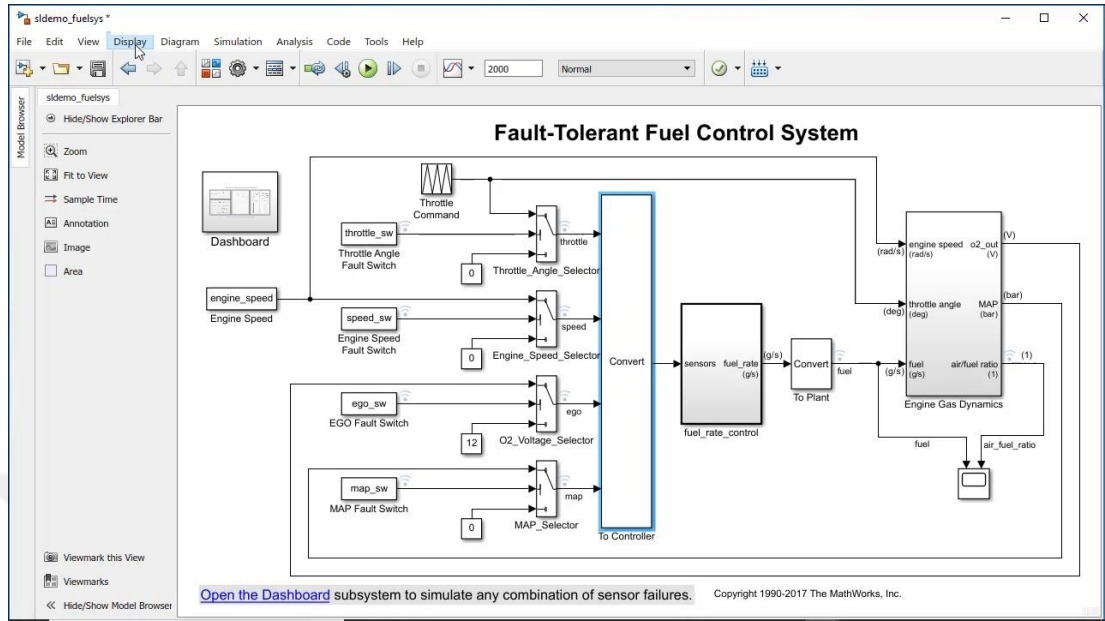 sldemo_fuelsys *
File Edit View Display Diagram Simulation Analysis Code Tools Help
2000
Normal
Model Browser
sldemo_fuelsys
Hide/Show Explorer Bar
Zoom
Fit to View
Sample Time
Annotation
Image
Area
Viewmark this View
Viewmarks
Hide/Show Model Browser
Fault-Tolerant Fuel Control System
Dashboard
Throttle
Command
throttle_sw
Throttle Angle
Fault Switch
0
throttle
Throttle_Angle_Selector
engine_speed
Engine Speed
speed_sw
Engine Speed
Fault Switch
0
speed
Engine_Speed_Selector
ego_sw
EGO Fault Switch
12
ego
O2_Voltage_Selector
map_sw
MAP Fault Switch
0
map
MAP_Selector
Convert
To Controller
sensors fuel_rate
(g/s)
fuel_rate_control
(g/s)
Convert
To Plant
fuel
(rad/s)
engine speed o2_out
(rad/s) (V)
(V)
(deg)
throttle angle MAP
(deg) (bar)
(bar)
(g/s)
fuel air/fuel ratio
(g/s) (1)
(1)
Engine Gas Dynamics
fuel
air_fuel_ratio
Open the Dashboard subsystem to simulate any combination of sensor failures.
Copyright 1990-2017 The MathWorks, Inc.